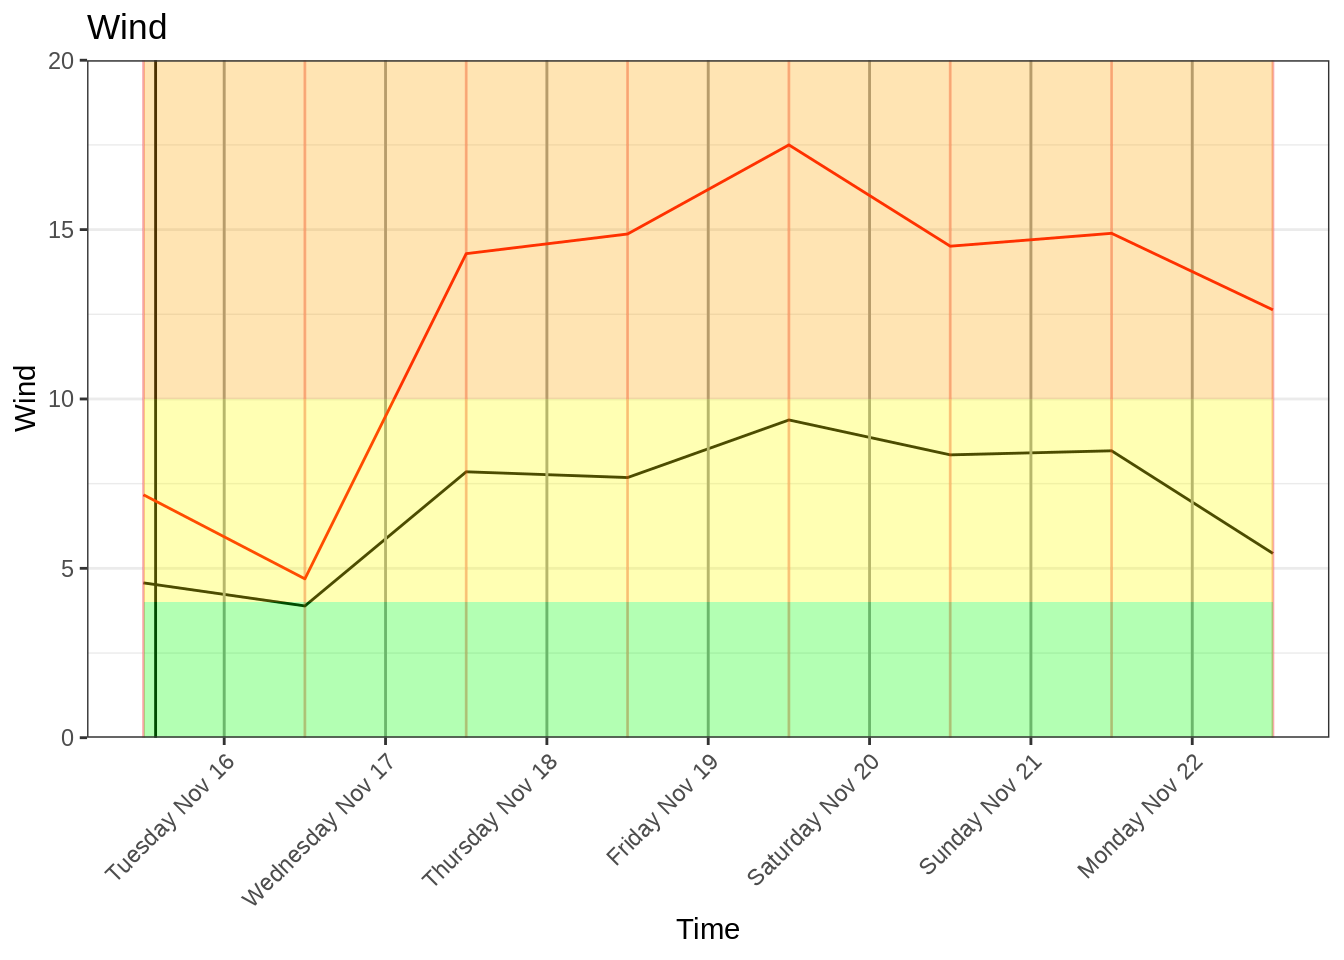 Wind
20
15
10
5
0
Wind
Tuesday Nov 16
Wednesday Nov 17
Thursday Nov 18
Friday Nov 19
Saturday Nov 20
Sunday Nov 21
Monday Nov 22
Time